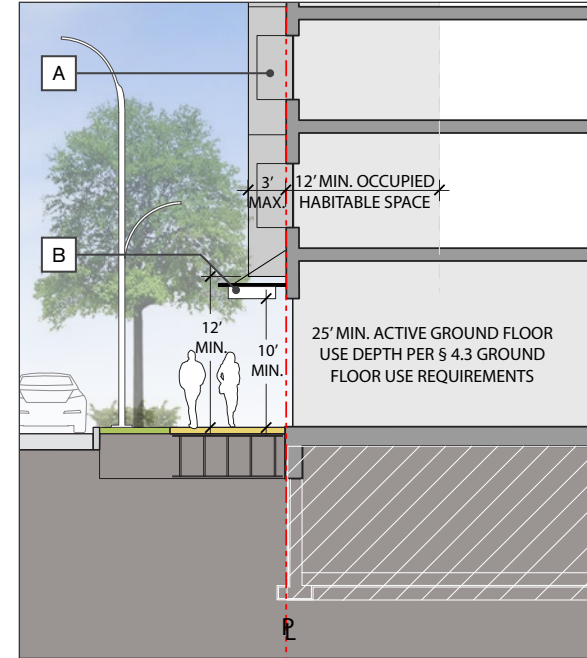 A
3’
MAX.
12’ MIN. OCCUPIED
HABITABLE SPACE
B
12’
MIN.
10’
MIN.
25’ MIN. ACTIVE GROUND FLOOR
USE DEPTH PER § 4.3 GROUND
FLOOR USE REQUIREMENTS
PL